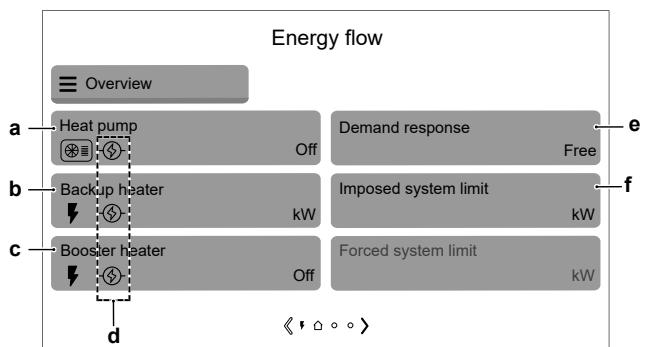 Energy flow
Overview
a
Heat pump
Off
Demand response
Free
e
b
Backup heater
kW
Imposed system limit
kW
f
c
Booster heater
Off
Forced system limit
kW
d